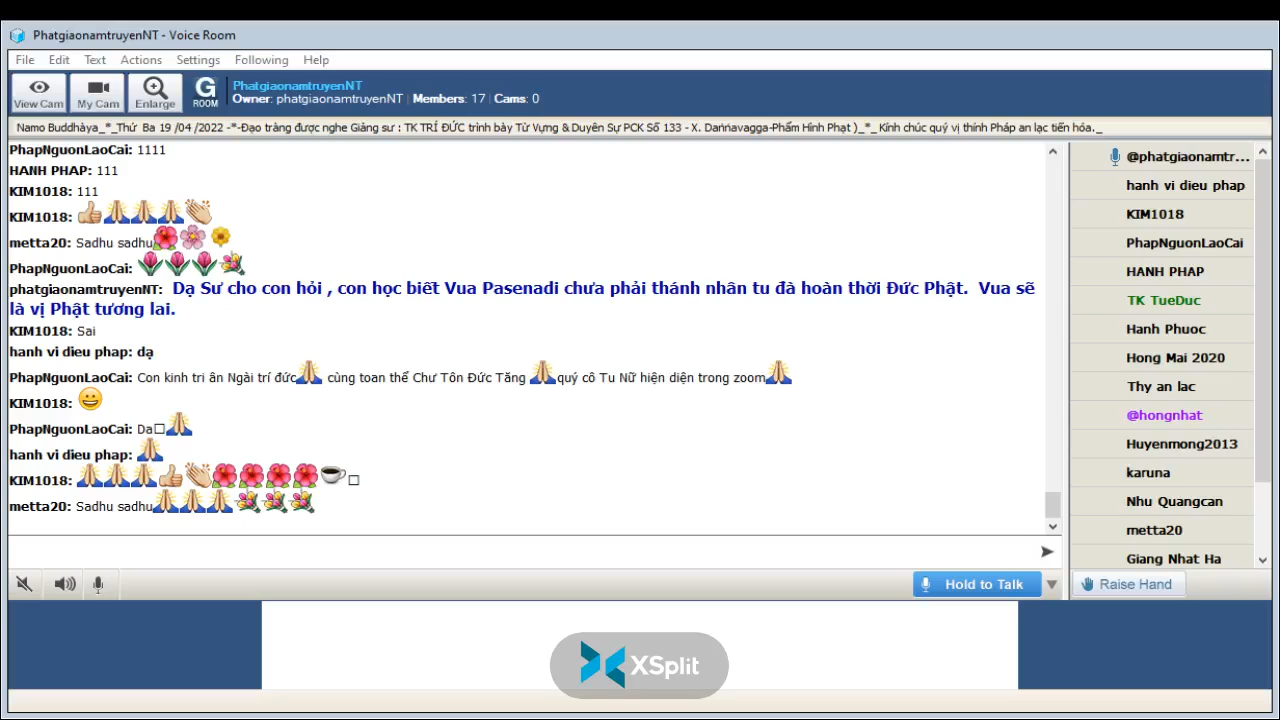 PhatgiaonamtruyenNT - Voice Room
File Edit Text Actions Settings Following Help
View Cam My Cam Enlarge G ROOM
PhatgiaonamtruyenNT
Owner: phatgiaonamtruyenNT | Members: 17 | Cams: 0
Namo Buddhàya_*_Thứ Ba 19 /04 /2022 -*-Đạo tràng được nghe Giảng sư : TK TRÍ ĐỨC trình bày Từ Vựng & Duyên Sự PCK Số 133 - X. Daṇṇavagga-Phẩm Hình Phạt )_*_ Kính chúc quý vị thính Pháp an lạc tiến hóa._
PhapNguonLaoCai: 1111
HANH PHAP: 111
KIM1018: 111
KIM1018: 👍🙏🙏🙏👏
metta20: Sadhu sadhu🌺🌸🌼
PhapNguonLaoCai: 🌷🌷🌷💐
phatgiaonamtruyenNT: Dạ Sư cho con hỏi , con học biết Vua Pasenadi chưa phải thánh nhân tu đà hoàn thời Đức Phật. Vua sẽ
là vị Phật tương lai.
KIM1018: Sai
hanh vi dieu phap: dạ
PhapNguonLaoCai: Con kinh tri ân Ngài trí đức🙏 cùng toan thể Chư Tôn Đức Tăng 🙏quý cô Tu Nữ hiện diện trong zoom🙏
KIM1018: 😀
PhapNguonLaoCai: Da□🙏
hanh vi dieu phap: 🙏
KIM1018: 🙏🙏🙏👍👏🌺🌺🌺🌺☕□
metta20: Sadhu sadhu🙏🙏🙏💐💐💐
@phatgiaonamtr...
hanh vi dieu phap
KIM1018
PhapNguonLaoCai
HANH PHAP
TK TueDuc
Hanh Phuoc
Hong Mai 2020
Thy an lac
@hongnhat
Huyenmong2013
karuna
Nhu Quangcan
metta20
Giang Nhat Ha
Hold to Talk
Raise Hand
XSplit